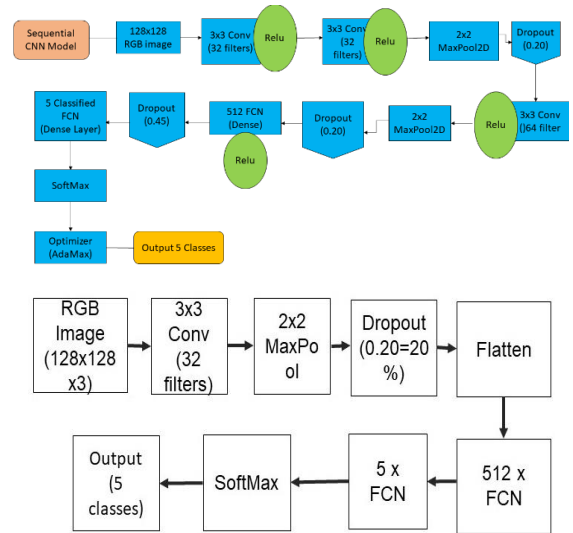 Sequential
CNN Model
128x128
RGB image
3x3 Conv
(32 filters)
Relu
3x3 Conv
(32
filters)
Relu
2x2
MaxPool2D
Dropout
(0.20)
3x3 Conv
()64 filter
Relu
2x2
MaxPool2D
Dropout
(0.20)
512 FCN
(Dense)
Relu
Dropout
(0.45)
5 Classified
FCN
(Dense Layer)
SoftMax
Optimizer
(AdaMax)
Output 5 Classes
RGB
Image
(128x128
x3)
3x3
Conv
(32
filters)
2x2
MaxPo
ol
Dropout
(0.20=20
%)
Flatten
512 x
FCN
5 x
FCN
SoftMax
Output
(5
classes)